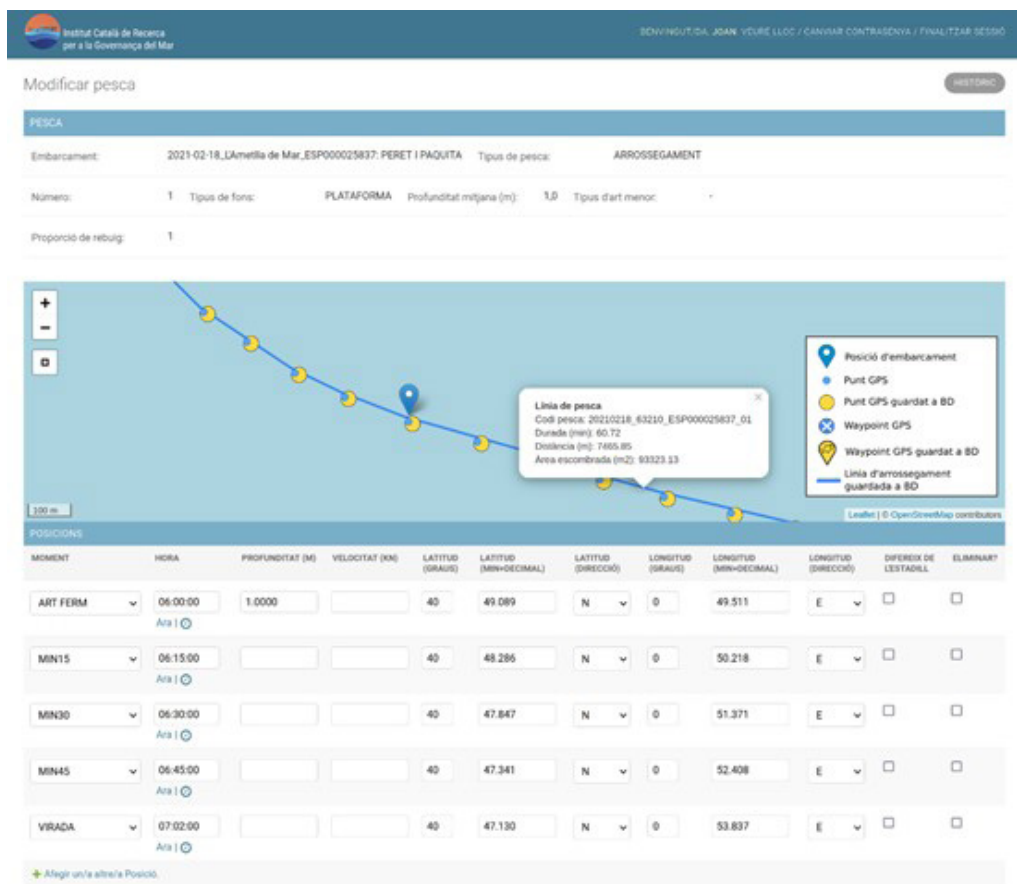 Institut Català de Recerca
per a la Governança del Mar
BENVINGUT/DA, JOAN. VEURE LLOC / CANVIAR CONTRASENYA / FINALITZAR SESSIÓ
Modificar pesca
HISTÒRIC
PESCA
Embarcament: 2021-02-18_L'Ametlla de Mar_ESP000025837: PERET I PAQUITA Tipus de pesca: ARROSSEGAMENT
Número: 1 Tipus de fons: PLATAFORMA Profunditat mitjana (m): 1,0 Tipus d'art menor: -
Proporció de rebuig: 1
+
−
Línia de pesca ×
Codi pesca: 20210218_63210_ESP000025837_01
Durada (min): 60.72
Distància (m): 7465.85
Àrea escombrada (m2): 93323.13
Posició d'embarcament
Punt GPS
Punt GPS guardat a BD
Waypoint GPS
Waypoint GPS guardat a BD
Línia d'arrossegament
guardada a BD
100 m
Leaflet | © OpenStreetMap contributors
POSICIONS
MOMENT HORA PROFUNDITAT (M) VELOCITAT (KN) LATITUD (GRAUS) LATITUD (MIN+DECIMAL) LATITUD (DIRECCIÓ) LONGITUD (GRAUS) LONGITUD (MIN+DECIMAL) LONGITUD (DIRECCIÓ) DIFEREIX DE L'ESTADILL ELIMINAR?
ART FERM 06:00:00 1.0000 40 49.089 N 0 49.511 E
Ara |
MIN15 06:15:00 40 48.286 N 0 50.218 E
Ara |
MIN30 06:30:00 40 47.847 N 0 51.371 E
Ara |
MIN45 06:45:00 40 47.341 N 0 52.408 E
Ara |
VIRADA 07:02:00 40 47.130 N 0 53.837 E
Ara |
+ Afegir un/a altre/a Posició.